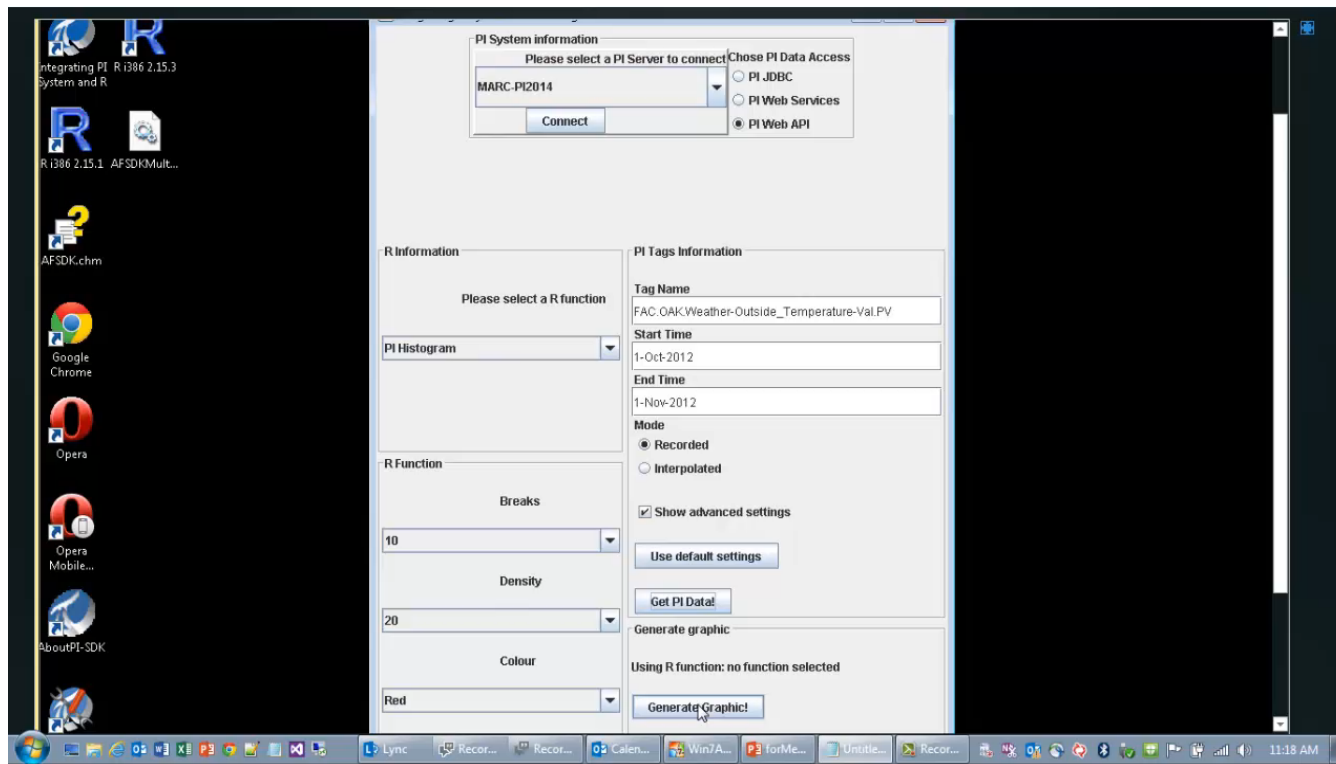 ntegrating PI
System and R
R i386 2.15.3
R i386 2.15.1
AFSDKMult...
AFSDK.chm
Google
Chrome
Opera
Opera
Mobile...
AboutPI-SDK
PI System information
Please select a PI Server to connect
MARC-PI2014
Connect
Chose PI Data Access
PI JDBC
PI Web Services
PI Web API
R Information
Please select a R function
PI Histogram
R Function
Breaks
10
Density
20
Colour
Red
PI Tags Information
Tag Name
FAC.OAK.Weather-Outside_Temperature-Val.PV
Start Time
1-Oct-2012
End Time
1-Nov-2012
Mode
Recorded
Interpolated
Show advanced settings
Use default settings
Get PI Data!
Generate graphic
Using R function: no function selected
Generate Graphic!
Lync
Recor...
Recor...
Calen...
Win7A...
forMe...
Untitle...
Recor...
11:18 AM